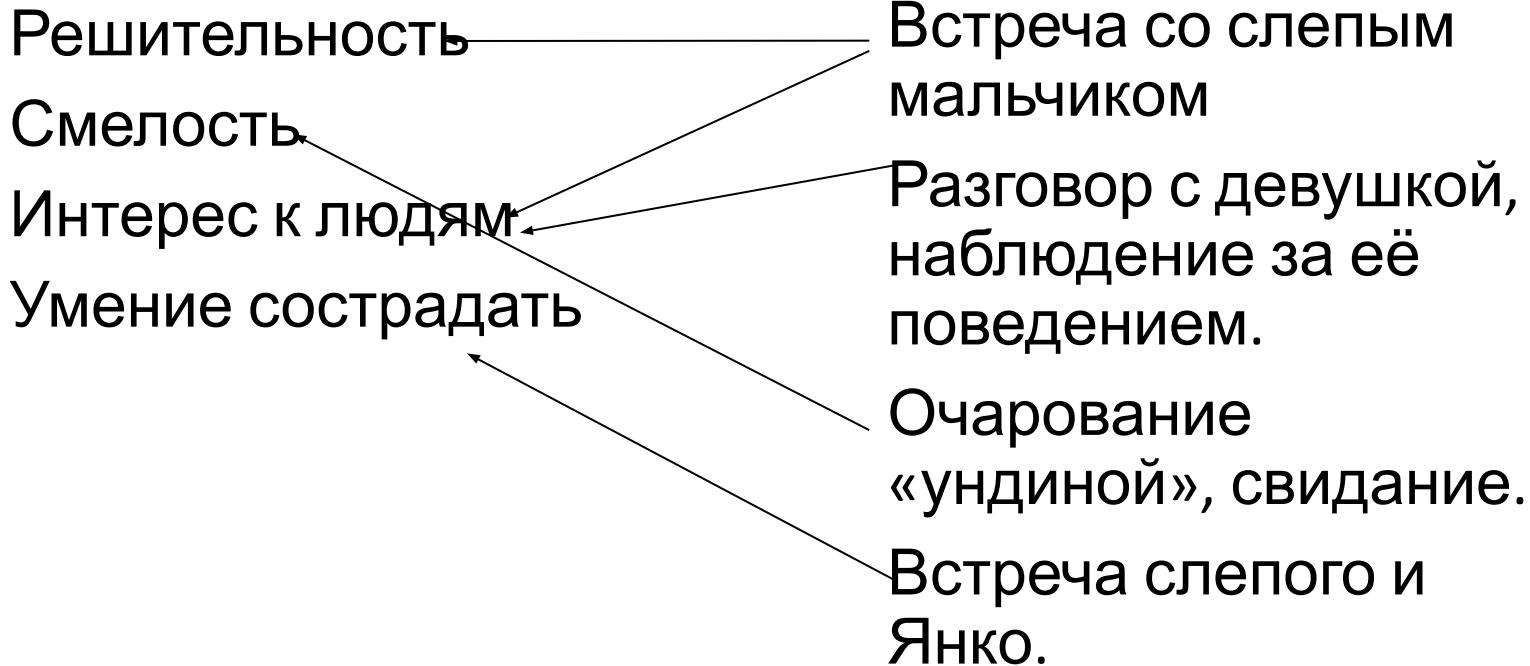 Решительность
Смелость
Интерес к людям
Умение сострадать
Встреча со слепым
мальчиком
Разговор с девушкой,
наблюдение за её
поведением.
Очарование
«ундиной», свидание.
Встреча слепого и
Янко.